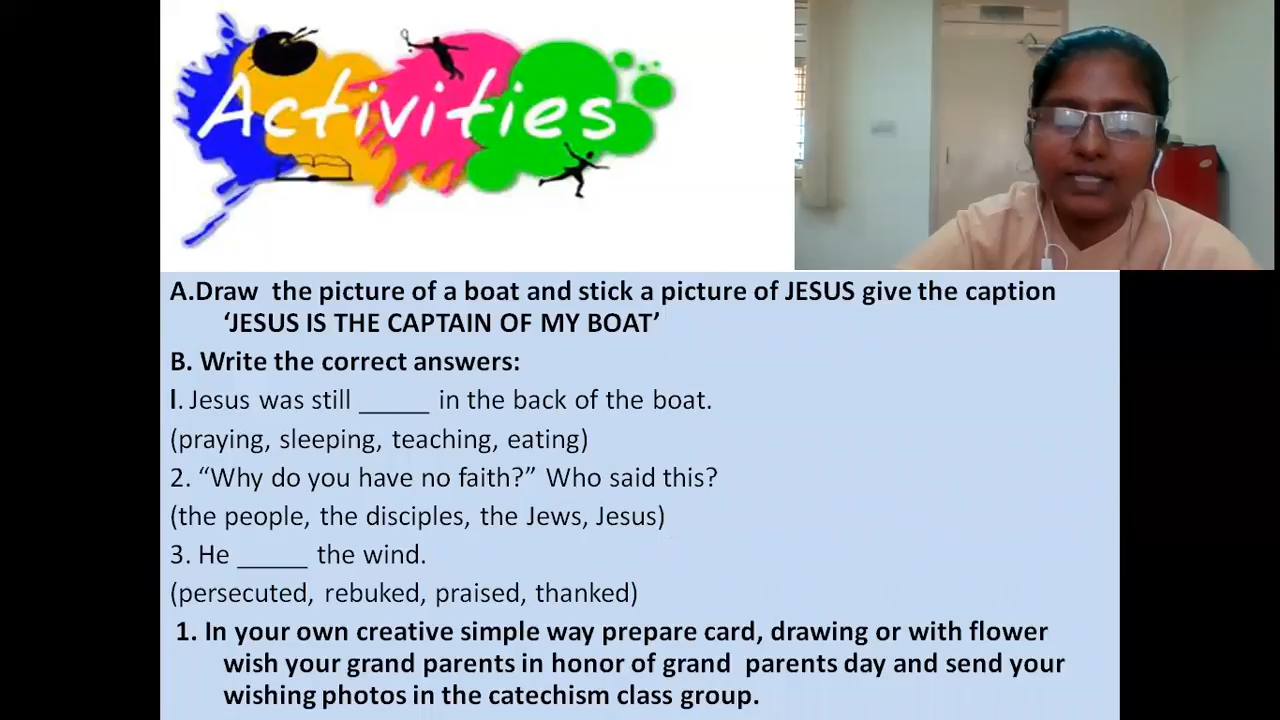 Activities
A.Draw the picture of a boat and stick a picture of JESUS give the caption
‘JESUS IS THE CAPTAIN OF MY BOAT’
B. Write the correct answers:
l. Jesus was still _____ in the back of the boat.
(praying, sleeping, teaching, eating)
2. “Why do you have no faith?” Who said this?
(the people, the disciples, the Jews, Jesus)
3. He _____ the wind.
(persecuted, rebuked, praised, thanked)
1. In your own creative simple way prepare card, drawing or with flower
wish your grand parents in honor of grand parents day and send your
wishing photos in the catechism class group.